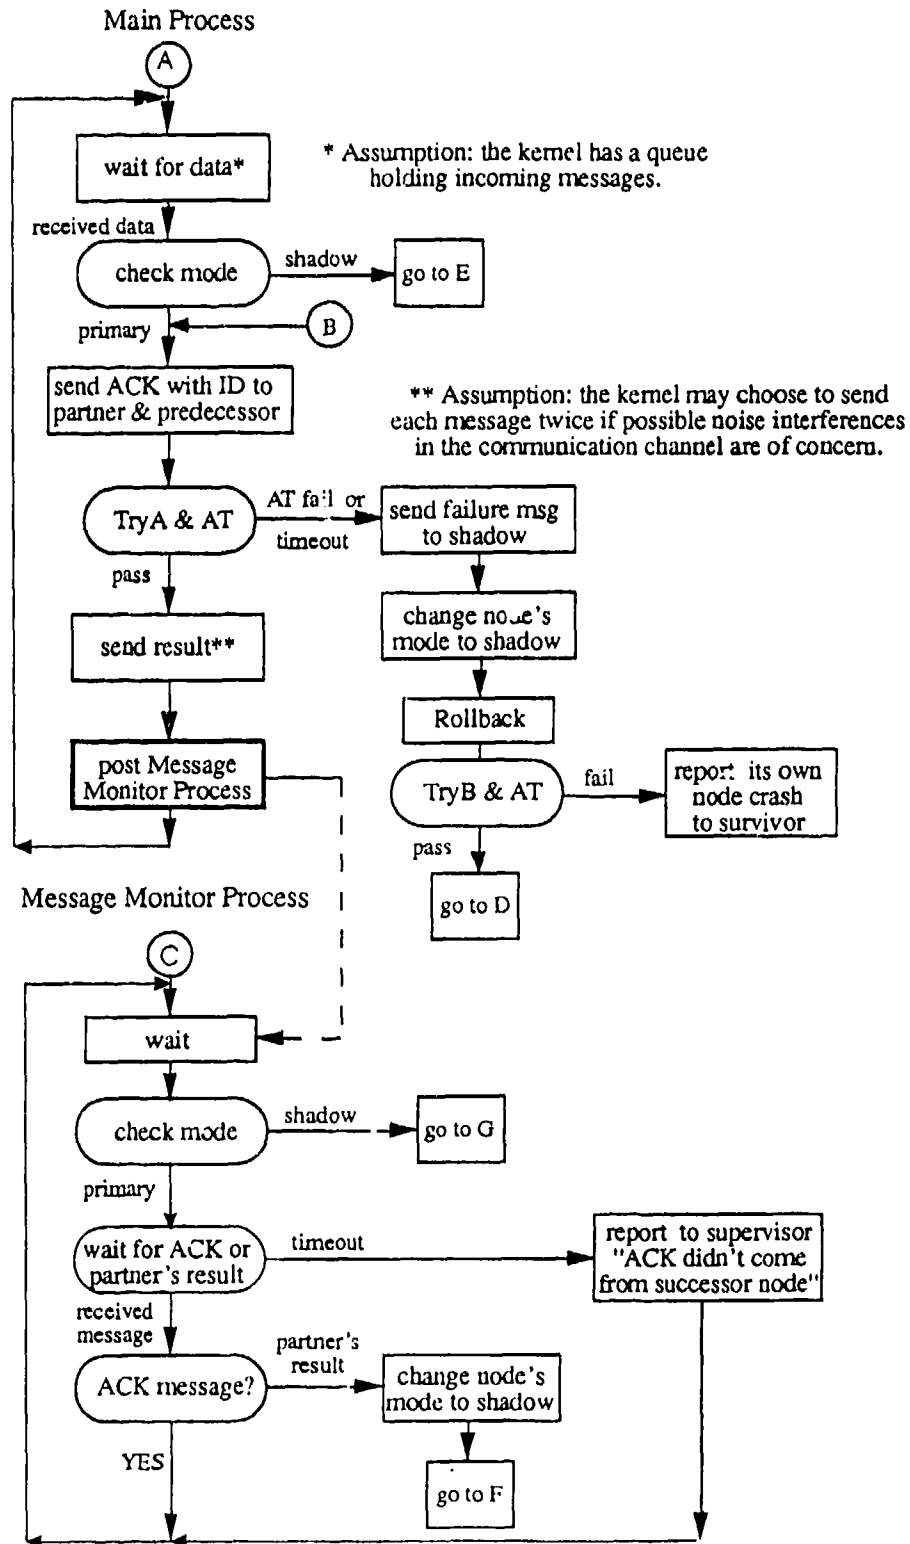 Main Process
A
wait for data*
* Assumption: the kernel has a queue
holding incoming messages.
received data
check mode
shadow
go to E
primary
B
send ACK with ID to
partner & predecessor
** Assumption: the kernel may choose to send
each message twice if possible noise interferences
in the communication channel are of concern.
TryA & AT
AT fail or
timeout
send failure msg
to shadow
pass
change node's
mode to shadow
send result**
Rollback
post Message
Monitor Process
TryB & AT
fail
report its own
node crash
to survivor
pass
go to D
Message Monitor Process
C
wait
check mode
shadow
go to G
primary
wait for ACK or
partner's result
timeout
report to supervisor
"ACK didn't come
from successor node"
received
message
ACK message?
partner's
result
change node's
mode to shadow
YES
go to F